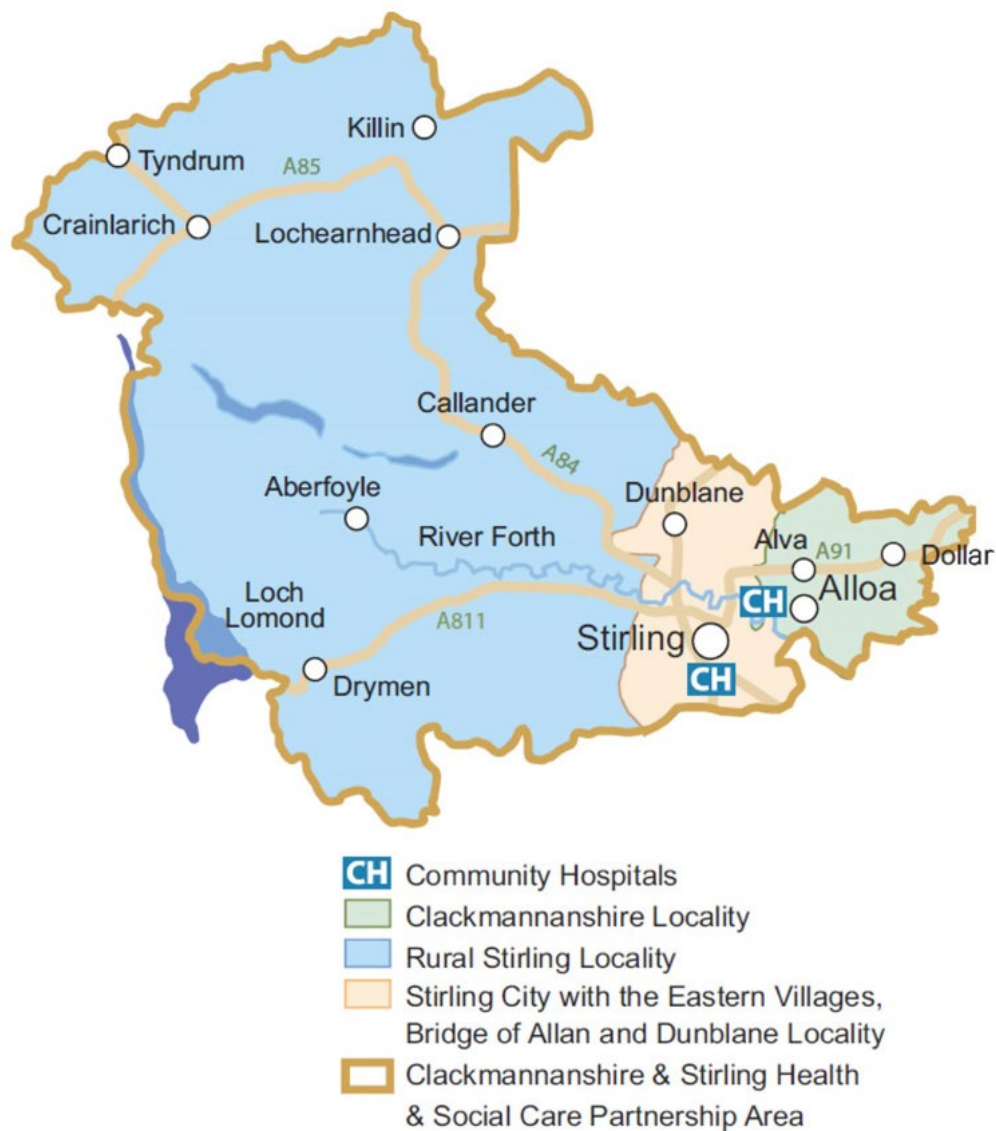 Killin
Tyndrum
A85
Crainlarich
Lochearnhead
Callander
A84
Aberfoyle
Dunblane
River Forth
Alva
A91
Dollar
Loch
Lomond
CH
Alloa
A811
Stirling
Drymen
CH
CH Community Hospitals
Clackmannanshire Locality
Rural Stirling Locality
Stirling City with the Eastern Villages,
Bridge of Allan and Dunblane Locality
Clackmannanshire & Stirling Health
& Social Care Partnership Area